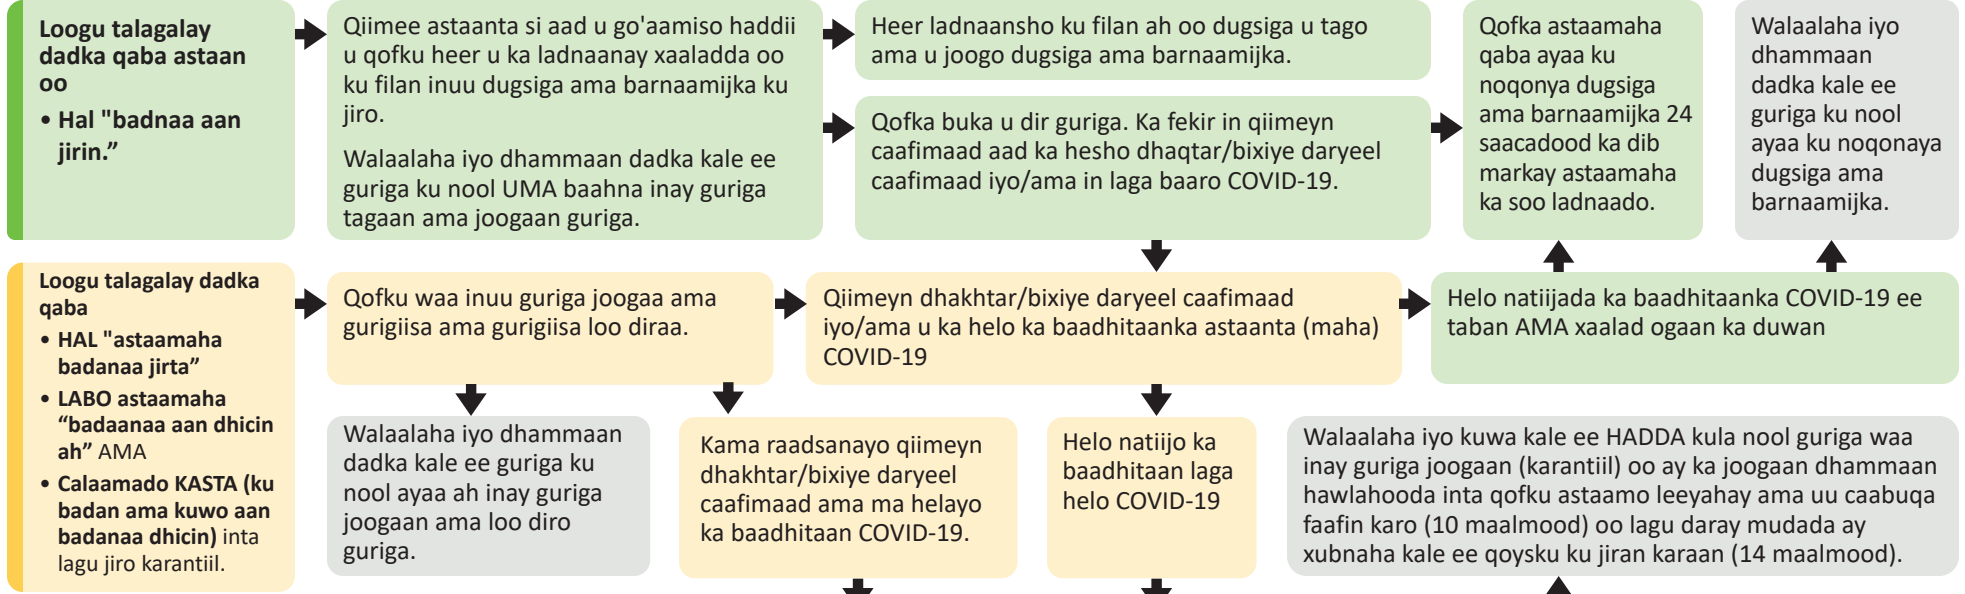 Loogu talagalay
dadka qaba astaan
oo
• Hal "badnaa aan
jirin.”
Qiimee astaanta si aad u go'aamiso haddii
u qofku heer u ka ladnaanay xaaladda oo
ku filan inuu dugsiga ama barnaamijka ku
jiro.
Walaalaha iyo dhammaan dadka kale ee
guriga ku nool UMA baahna inay guriga
tagaan ama joogaan guriga.
Heer ladnaansho ku filan ah oo dugsiga u tago
ama u joogo dugsiga ama barnaamijka.
Qofka buka u dir guriga. Ka fekir in qiimeyn
caafimaad aad ka hesho dhaqtar/bixiye daryeel
caafimaad iyo/ama in laga baaro COVID-19.
Qofka astaamaha
qaba ayaa ku
noqonya dugsiga
ama barnaamijka 24
saacadood ka dib
markay astaamaha
ka soo ladnaado.
Walaalaha iyo
dhammaan
dadka kale ee
guriga ku nool
ayaa ku noqonaya
dugsiga ama
barnaamijka.
Loogu talagalay dadka
qaba
• HAL "astaamaha
badanaa jirta”
• LABO astaamaha
“badaanaa aan dhicin
ah” AMA
• Calaamado KASTA (ku
badan ama kuwo aan
badanaa dhicin) inta
lagu jiro karantiil.
Qofku waa inuu guriga joogaa ama
gurigiisa ama gurigiisa loo diraa.
Qiimeyn dhakhtar/bixiye daryeel caafimaad
iyo/ama u ka helo ka baadhitaanka astaanta (maha)
COVID-19
Helo natiijada ka baadhitaanka COVID-19 ee
taban AMA xaalad ogaan ka duwan
Walaalaha iyo dhammaan
dadka kale ee guriga ku
nool ayaa ah inay guriga
joogaan ama loo diro
guriga.
Kama raadsanayo qiimeyn
dhakhtar/bixiye daryeel
caafimaad ama ma helayo
ka baadhitaan COVID-19.
Helo natiijo ka
baadhitaan laga
helo COVID-19
Walaalaha iyo kuwa kale ee HADDA kula nool guriga waa
inay guriga joogaan (karantiil) oo ay ka joogaan dhammaan
hawlahooda inta qofku astaamo leeyahay ama uu caabuqa
faafin karo (10 maalmood) oo lagu daray mudada ay
xubnaha kale ee qoysku ku jiran karaan (14 maalmood).